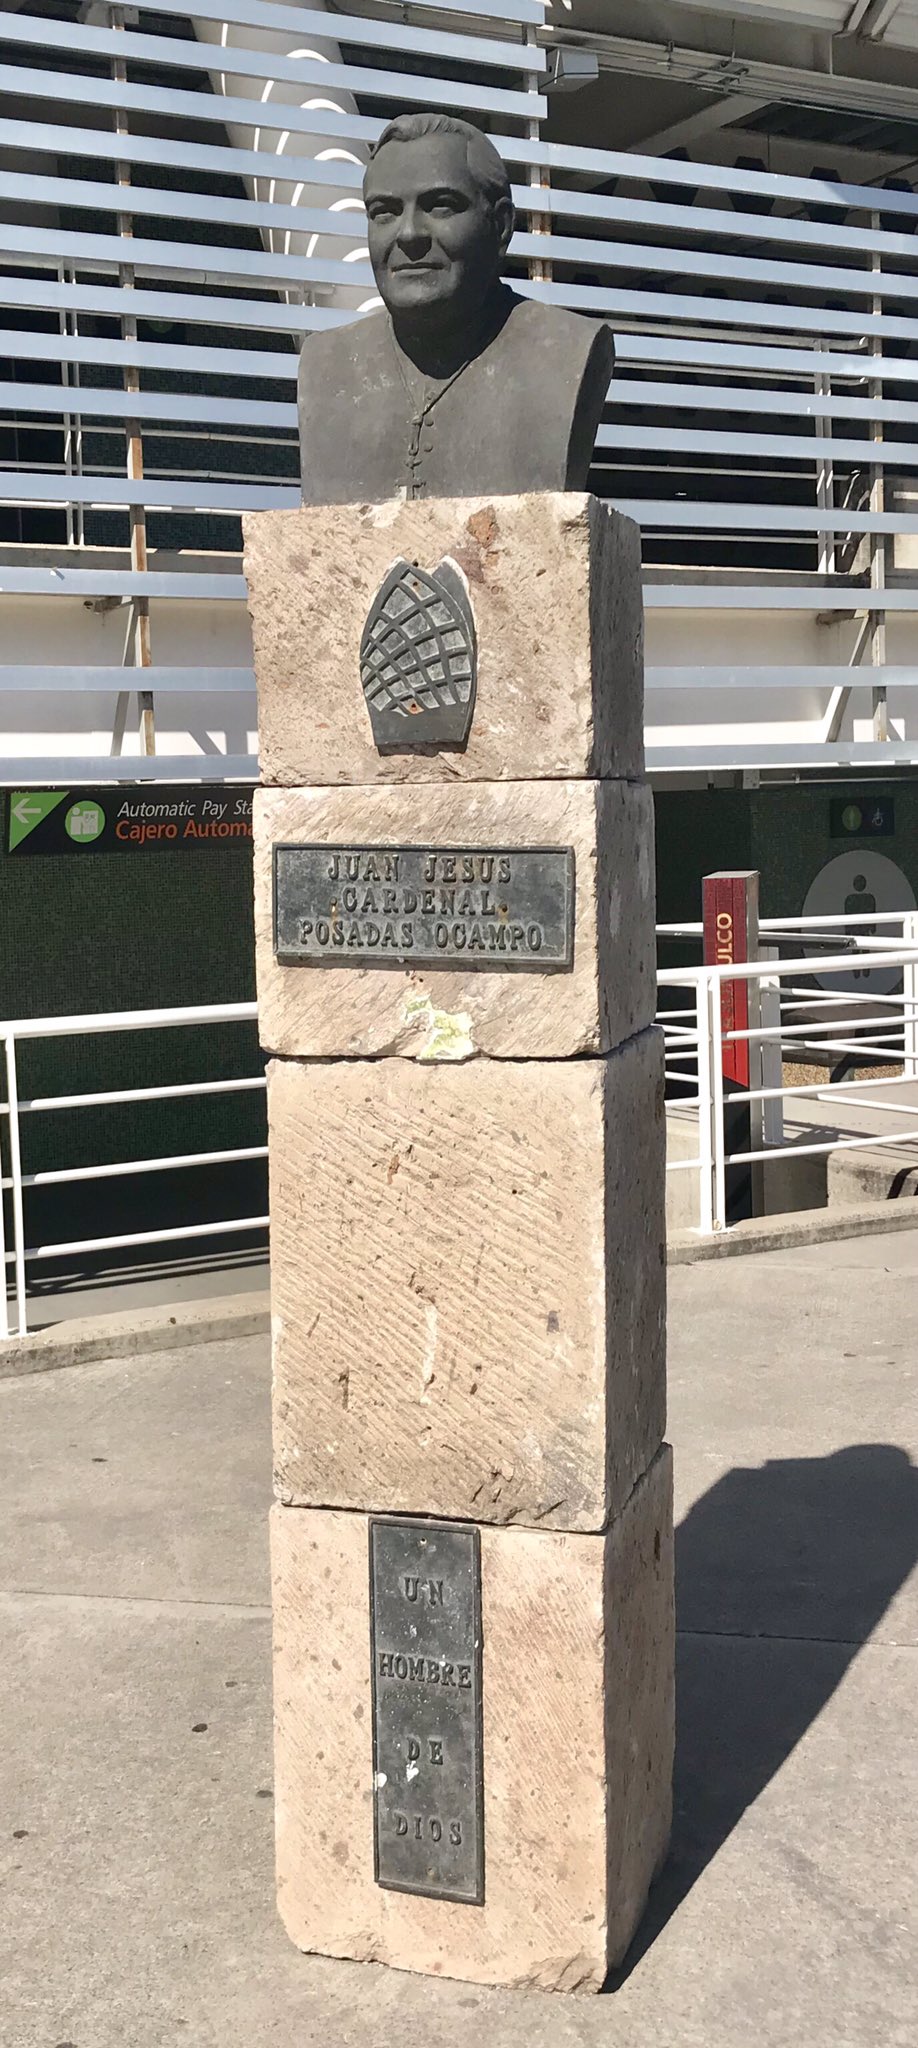 Automatic Pay Sta
Cajero Automa
JUAN JESUS
·CARDENAL·
POSADAS OCAMPO
ULCO
UN
HOMBRE
DE
DIOS